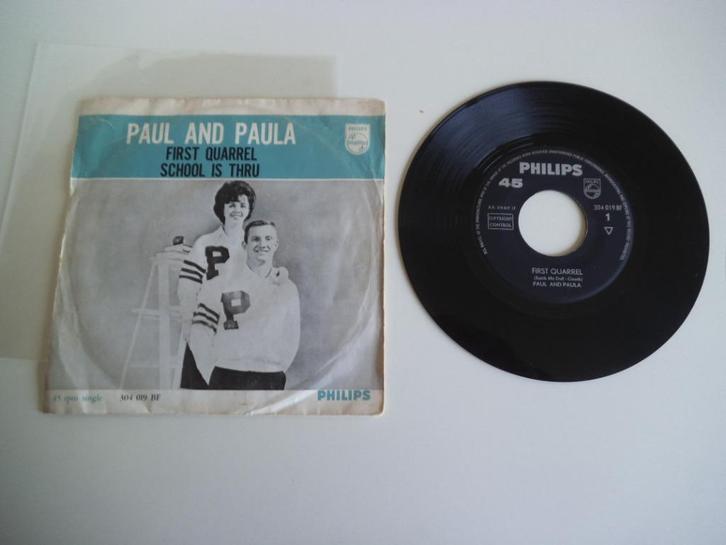 PAUL AND PAULA
FIRST QUARREL
SCHOOL IS THRU
PHILIPS
P
P
45 rpm single 304 019 BF
PHILIPS
PHILIPS
45
PHILIPS
304 019 BF
1
COPYRIGHT
CONTROL
FIRST QUARREL
PAUL AND PAULA